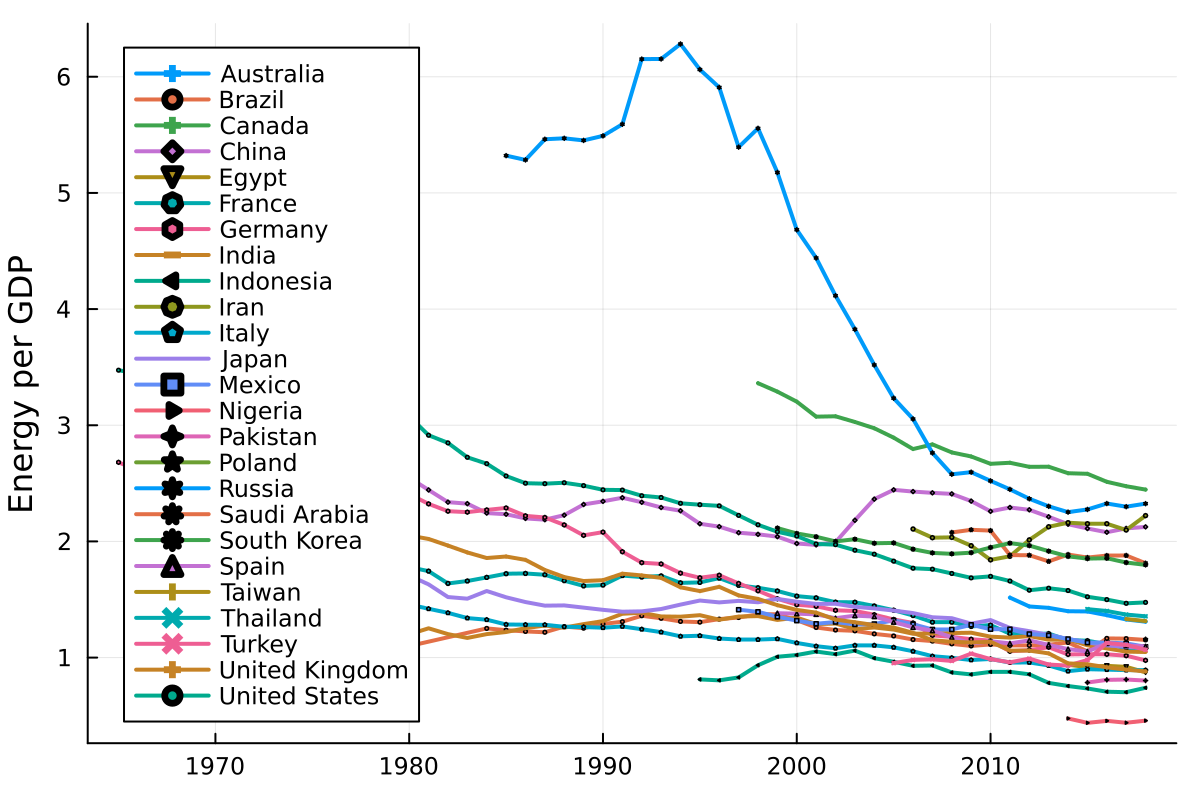 Energy per GDP
6
5
4
3
2
1
Australia
Brazil
Canada
China
Egypt
France
Germany
India
Indonesia
Iran
Italy
Japan
Mexico
Nigeria
Pakistan
Poland
Russia
Saudi Arabia
South Korea
Spain
Taiwan
Thailand
Turkey
United Kingdom
United States
1970 1980 1990 2000 2010